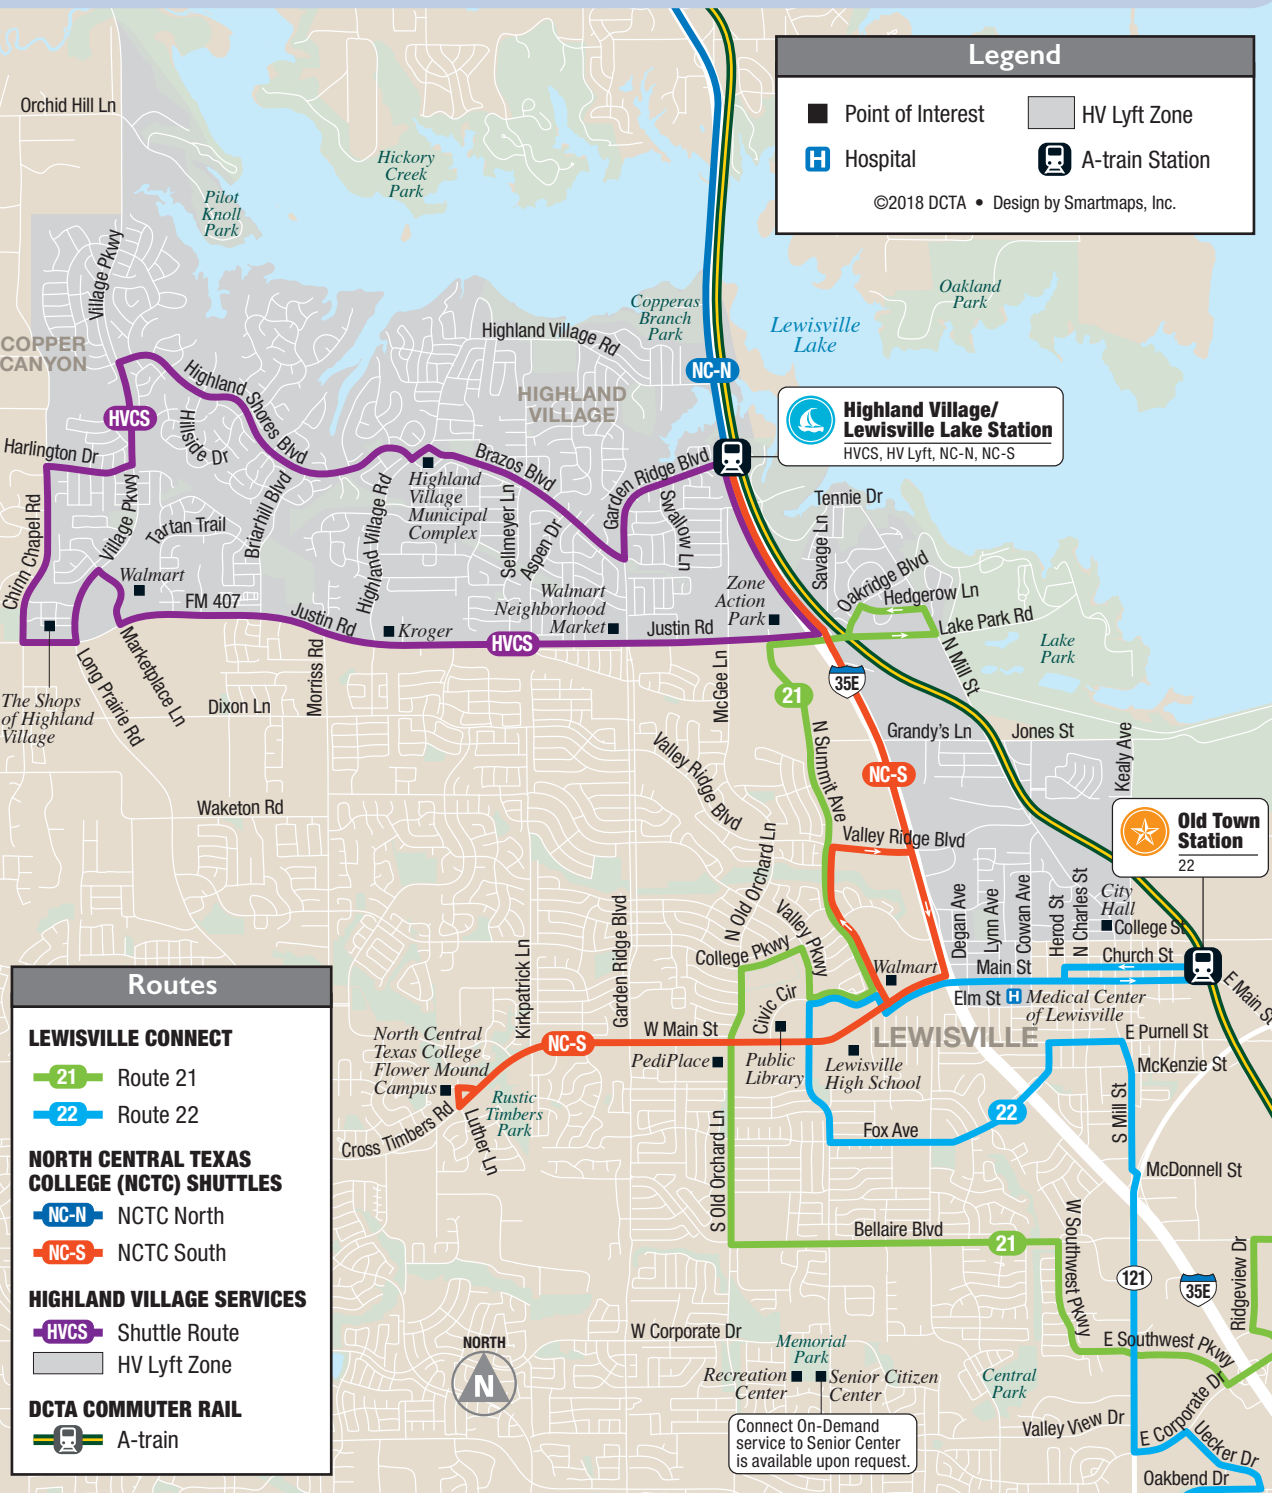 Legend
Point of Interest
HV Lyft Zone
H
Hospital
A-train Station
©2018 DCTA • Design by Smartmaps, Inc.
Orchid Hill Ln
Hickory
Creek
Park
Pilot
Knoll
Park
Village Pkwy
Oakland
Park
Copperas
Branch
Park
Lewisville
Lake
Highland Village Rd
COPPER
CANYON
NC-N
HIGHLAND
VILLAGE
Highland Shores Blvd
HVCS
Hillside Dr
Highland Village/
Lewisville Lake Station
HVCS, HV Lyft, NC-N, NC-S
Harlington Dr
Brazos Blvd
Garden Ridge Blvd
Highland
Village
Municipal
Complex
Chinn Chapel Rd
Village Pkwy
Tartan Trail
Briarhill Blvd
Highland Village Rd
Sellmeyer Ln
Aspen Dr
Swallow Ln
Tennie Dr
Savage Ln
Oakridge Blvd
Hedgerow Ln
Lake Park Rd
N Mill St
Lake
Park
Walmart
FM 407
Justin Rd
Kroger
Walmart
Neighborhood
Market
Zone
Action
Park
HVCS
Justin Rd
The Shops
of Highland
Village
Long Prairie Rd
Marketplace Ln
Dixon Ln
Morriss Rd
McGee Ln
21
35E
N Summit Ave
Grandy's Ln
Jones St
Kealy Ave
Valley Ridge Blvd
NC-S
Waketon Rd
Valley Ridge Blvd
Old Town
Station
22
N Old Orchard Ln
Valley Pkwy
College Pkwy
Garden Ridge Blvd
Kirkpatrick Ln
Degan Ave
Lynn Ave
Cowan Ave
Herod St
N Charles St
City
Hall
College St
Church St
Main St
E Main St
Walmart
Elm St
H
Medical Center
of Lewisville
Civic Cir
LEWISVILLE
E Purnell St
McKenzie St
North Central
Texas College
Flower Mound
Campus
NC-S
W Main St
PediPlace
Public
Library
Lewisville
High School
Rustic
Timbers
Park
Cross Timbers Rd
Luther Ln
22
Fox Ave
S Mill St
McDonnell St
S Old Orchard Ln
Bellaire Blvd
21
W Southwest Pkwy
121
35E
Ridgeview Dr
E Southwest Pkwy
W Corporate Dr
Memorial
Park
Recreation
Center
Senior Citizen
Center
Central
Park
Connect On-Demand
service to Senior Center
is available upon request.
Valley View Dr
E Corporate Dr
Uecker Dr
Oakbend Dr
NORTH
N
Routes
LEWISVILLE CONNECT
21 Route 21
22 Route 22
NORTH CENTRAL TEXAS
COLLEGE (NCTC) SHUTTLES
NC-N NCTC North
NC-S NCTC South
HIGHLAND VILLAGE SERVICES
HVCS Shuttle Route
HV Lyft Zone
DCTA COMMUTER RAIL
A-train